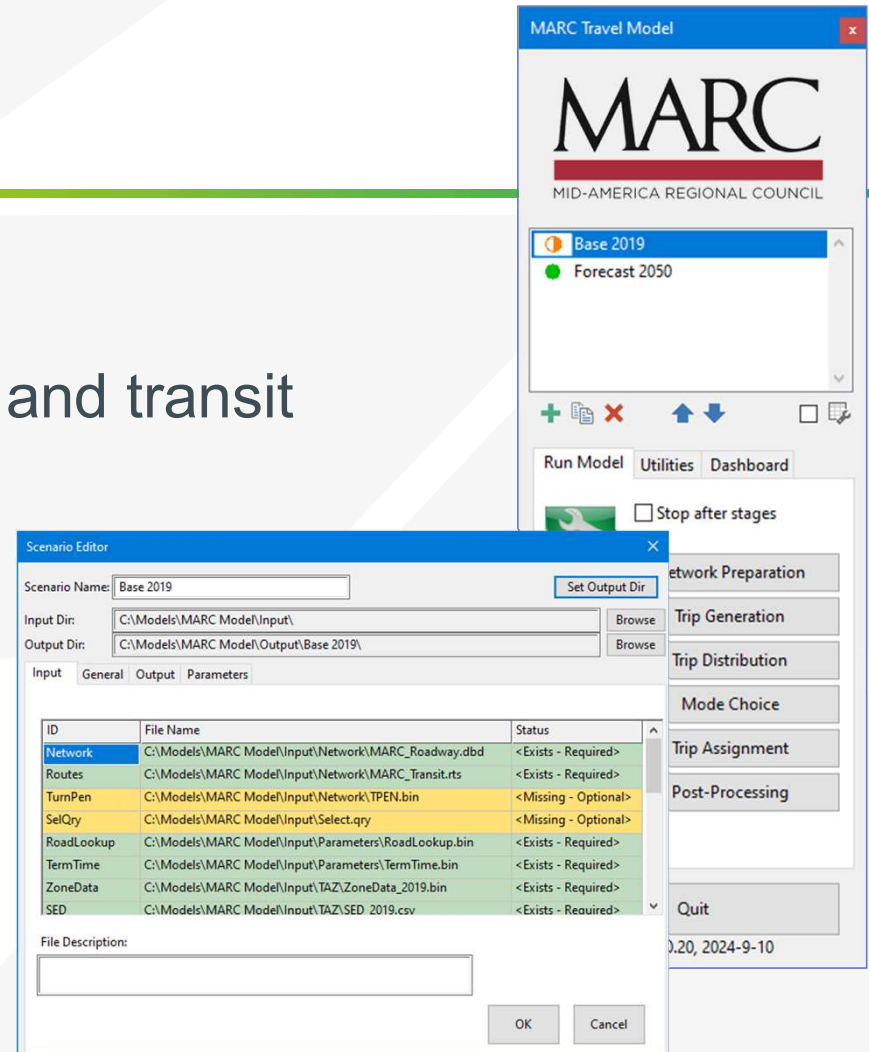 MARC Travel Model
x
MARC
MID-AMERICA REGIONAL COUNCIL
Base 2019
Forecast 2050
and transit
Run Model Utilities Dashboard
Stop after stages
etwork Preparation
Trip Generation
Trip Distribution
Mode Choice
Trip Assignment
Post-Processing
Quit
0.20, 2024-9-10
Scenario Editor
Scenario Name: Base 2019 Set Output Dir
Input Dir: C:\Models\MARC Model\Input\ Browse
Output Dir: C:\Models\MARC Model\Output\Base 2019\ Browse
Input General Output Parameters
ID File Name Status
Network C:\Models\MARC Model\Input\Network\MARC_Roadway.dbd <Exists - Required>
Routes C:\Models\MARC Model\Input\Network\MARC_Transit.rts <Exists - Required>
TurnPen C:\Models\MARC Model\Input\Network\TPEN.bin <Missing - Optional>
SelQry C:\Models\MARC Model\Input\Select.qry <Missing - Optional>
RoadLookup C:\Models\MARC Model\Input\Parameters\RoadLookup.bin <Exists - Required>
TermTime C:\Models\MARC Model\Input\Parameters\TermTime.bin <Exists - Required>
ZoneData C:\Models\MARC Model\Input\TAZ\ZoneData_2019.bin <Exists - Required>
SED C:\Models\MARC Model\Input\TAZ\SED_2019.csv <Exists - Required>
File Description:
OK Cancel